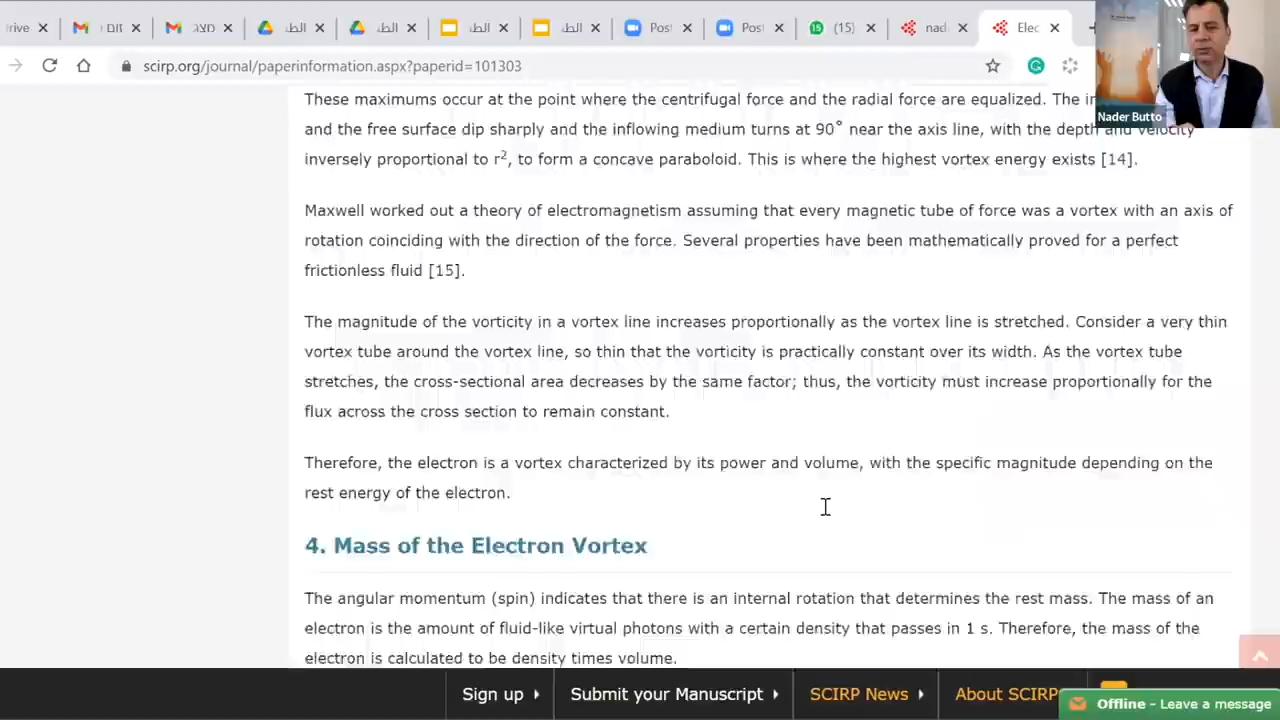 rive
צמצ
الط
الط
الط
الط
Post
Post
(15)
nad
Elec
scirp.org/journal/paperinformation.aspx?paperid=101393
Nader Butto
These maximums occur at the point where the centrifugal force and the radial force are equalized. The
and the free surface dip sharply and the inflowing medium turns at 90° near the axis line, with the depth and velocity
inversely proportional to r², to form a concave paraboloid. This is where the highest vortex energy exists [14].
Maxwell worked out a theory of electromagnetism assuming that every magnetic tube of force was a vortex with an axis of
rotation coinciding with the direction of the force. Several properties have been mathematically proved for a perfect
frictionless fluid [15].
The magnitude of the vorticity in a vortex line increases proportionally as the vortex line is stretched. Consider a very thin
vortex tube around the vortex line, so thin that the vorticity is practically constant over its width. As the vortex tube
stretches, the cross-sectional area decreases by the same factor; thus, the vorticity must increase proportionally for the
flux across the cross section to remain constant.
Therefore, the electron is a vortex characterized by its power and volume, with the specific magnitude depending on the
rest energy of the electron.
4. Mass of the Electron Vortex
The angular momentum (spin) indicates that there is an internal rotation that determines the rest mass. The mass of an
electron is the amount of fluid-like virtual photons with a certain density that passes in 1 s. Therefore, the mass of the
electron is calculated to be density times volume.
Sign up
Submit your Manuscript
SCIRP News
About SCIRP
Offline - Leave a message